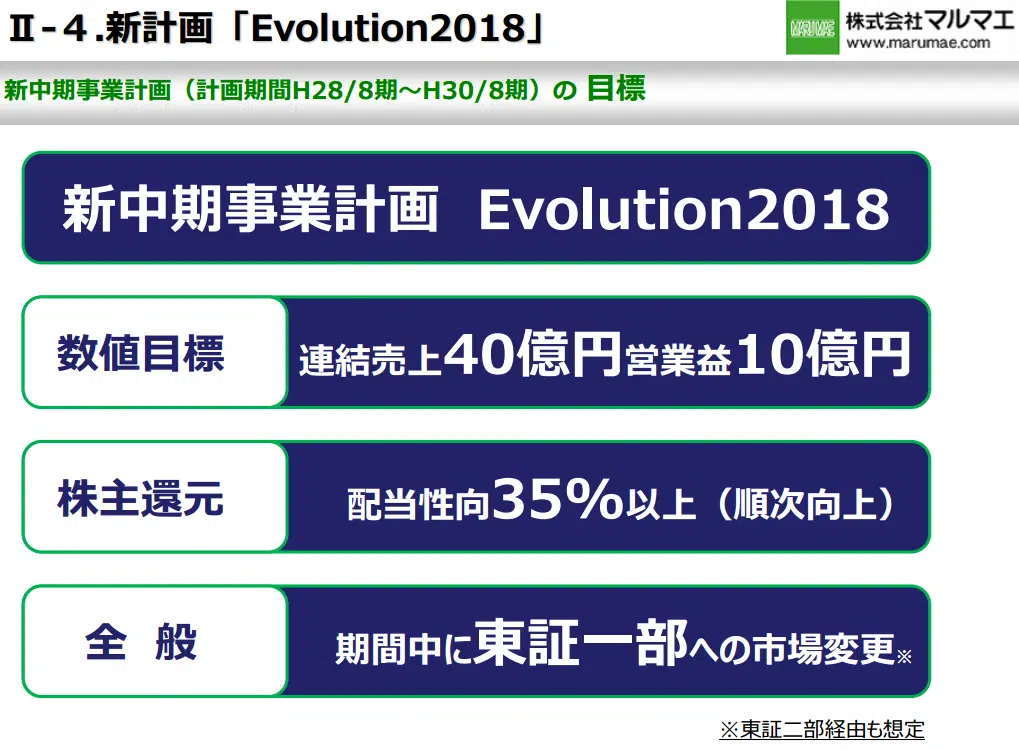 Ⅱ-４.新計画「Evolution2018」
MARUMAE
株式会社マルマエ
www.marumae.com
新中期事業計画（計画期間H28/8期～H30/8期）の 目標
新中期事業計画 Evolution2018
数値目標
連結売上40億円営業益10億円
株主還元
配当性向35%以上（順次向上）
全 般
期間中に東証一部への市場変更※
※東証二部経由も想定